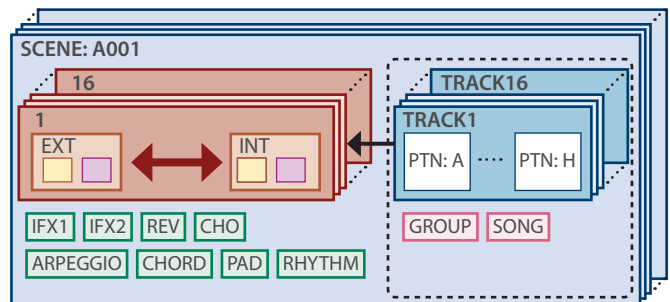 SCENE: A001
16
1
EXT
INT
TRACK16
TRACK1
PTN: A
PTN: H
IFX1 IFX2 REV CHO
ARPEGGIO CHORD PAD RHYTHM
GROUP SONG